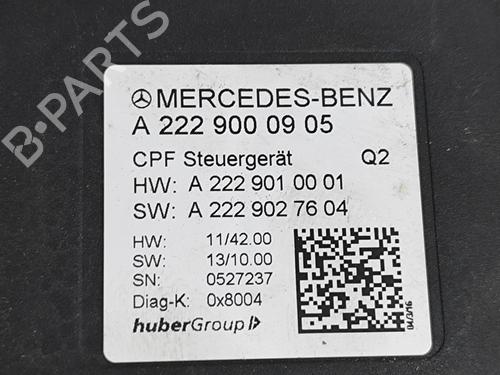 B-PARTS
MERCEDES-BENZ
A 222 900 09 05
CPF Steuergerät Q2
HW: A 222 901 00 01
SW: A 222 902 76 04
HW: 11/42.00
SW: 13/10.00
SN: 0527237
Diag-K: 0x8004
huberGroup
04/3/16